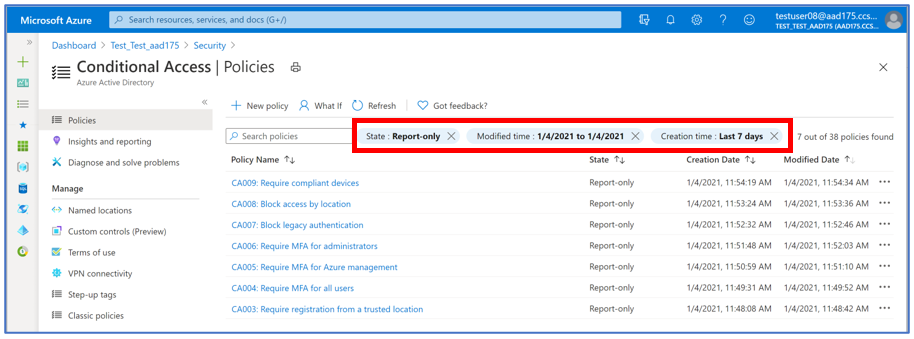 Microsoft Azure
Search resources, services, and docs (G+/)
testuser08@aad175.ccs...
TEST_TEST_AAD175 (AAD175.CCS...
Dashboard > Test_Test_aad175 > Security >
Conditional Access | Policies
Azure Active Directory
Policies
Insights and reporting
Diagnose and solve problems
Manage
Named locations
Custom controls (Preview)
Terms of use
VPN connectivity
Step-up tags
Classic policies
New policy What If Refresh Got feedback?
Search policies State : Report-only Modified time : 1/4/2021 to 1/4/2021 Creation time : Last 7 days 7 out of 38 policies found
Policy Name State Creation Date Modified Date
CA009: Require compliant devices Report-only 1/4/2021, 11:54:19 AM 1/4/2021, 11:54:34 AM
CA008: Block access by location Report-only 1/4/2021, 11:53:24 AM 1/4/2021, 11:53:36 AM
CA007: Block legacy authentication Report-only 1/4/2021, 11:52:32 AM 1/4/2021, 11:52:46 AM
CA006: Require MFA for administrators Report-only 1/4/2021, 11:51:48 AM 1/4/2021, 11:52:03 AM
CA005: Require MFA for Azure management Report-only 1/4/2021, 11:50:59 AM 1/4/2021, 11:51:10 AM
CA004: Require MFA for all users Report-only 1/4/2021, 11:49:31 AM 1/4/2021, 11:49:52 AM
CA003: Require registration from a trusted location Report-only 1/4/2021, 11:48:08 AM 1/4/2021, 11:48:42 AM